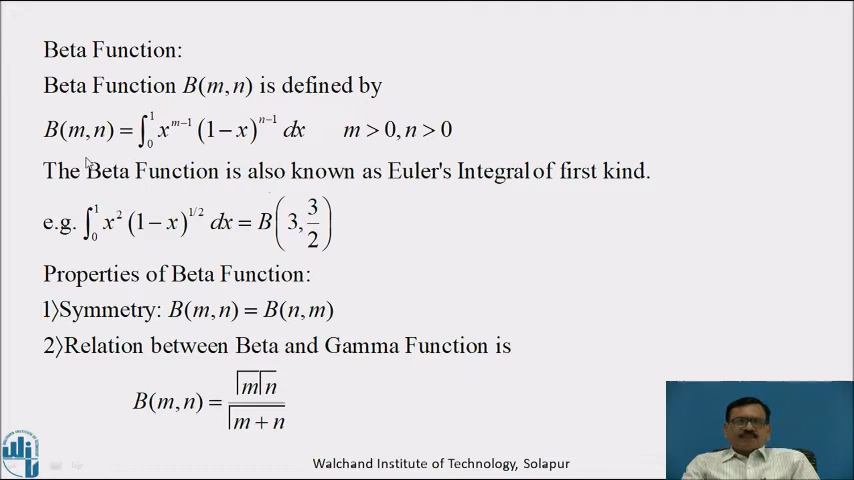 Beta Function:
Beta Function B(m,n) is defined by
B(m,n) = ∫₀¹ x^(m−1) (1−x)^(n−1) dx m > 0, n > 0
The Beta Function is also known as Euler's Integral of first kind.
e.g. ∫₀¹ x² (1−x)^(1/2) dx = B(3, 3/2)
Properties of Beta Function:
1⟩Symmetry: B(m,n) = B(n,m)
2⟩Relation between Beta and Gamma Function is
B(m,n) = Γm Γn / Γ(m+n)
Walchand Institute of Technology, Solapur